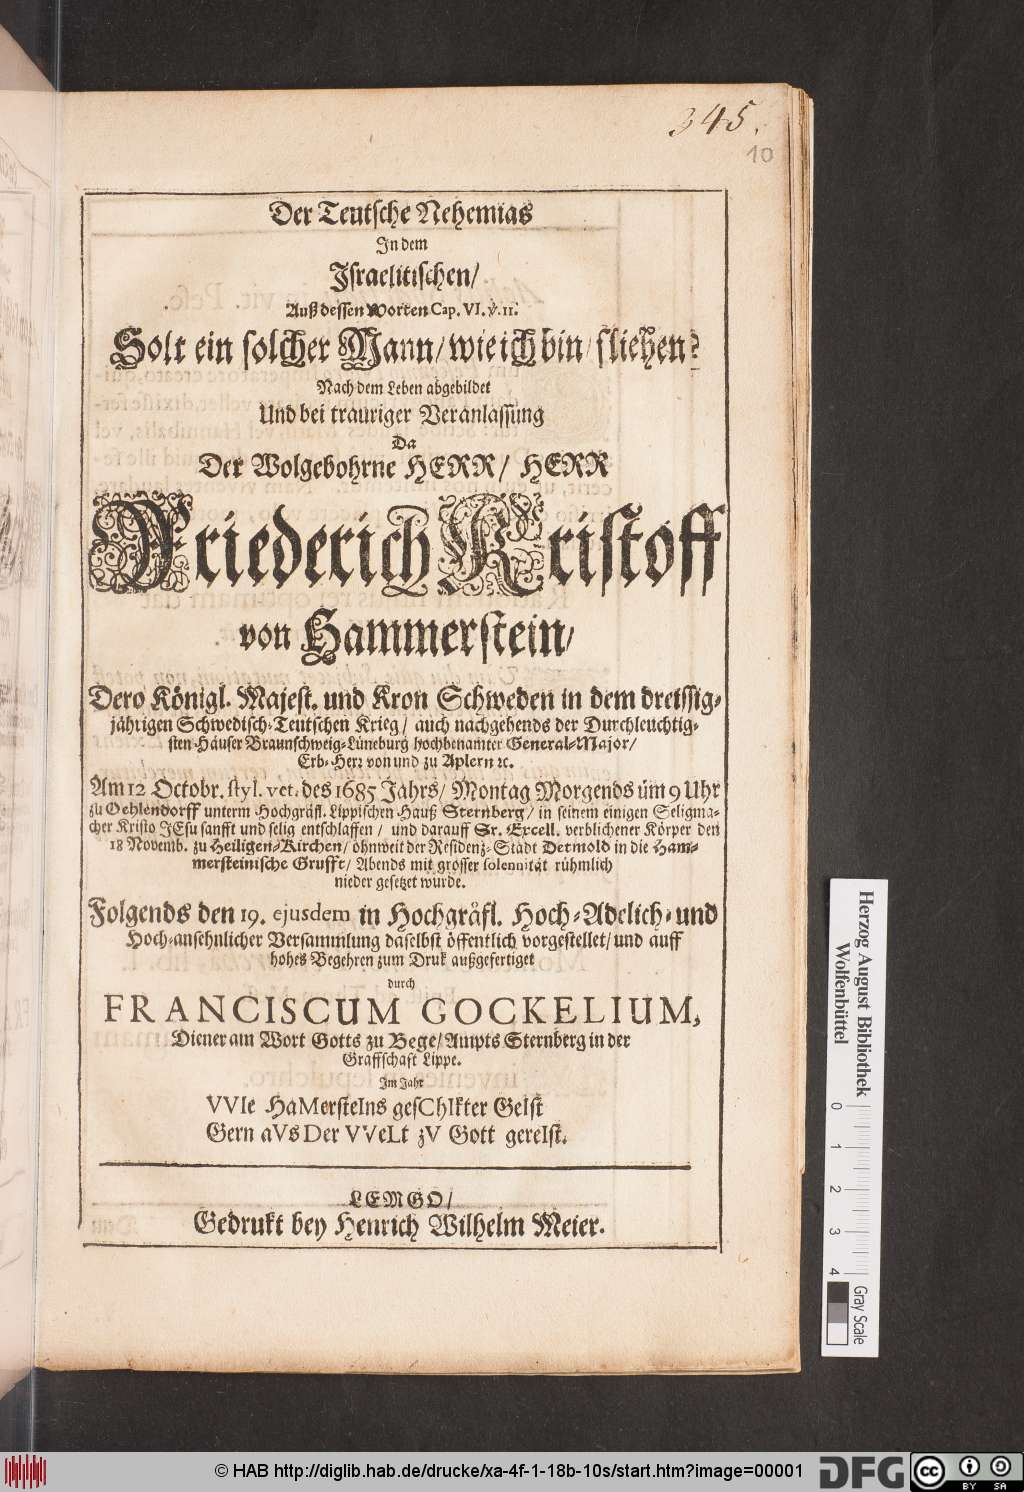 345.
10
Der Teutsche Nehemias
In dem
Israelitischen/
Auß dessen Worten Cap. VI. ℣. 11.
Solt ein solcher Mann/ wie ich bin/ fliehen?
Nach dem Leben abgebildet
Und bei trauriger Veranlassung
Da
Der Wolgebohrne HERR/ HERR
Friederich Kristoff
von Hammerstein/
Dero Königl. Majest. und Kron Schweden in dem dreissig-
jährigen Schwedisch-Teutschen Krieg/ auch nachgehends der Durchleuchtig-
sten-Häuser Braunschweig-Lüneburg hochbenamter General-Major/
Erb-Herr von und zu Aplern ꝛc.
Am 12 Octobr. styl. vet. des 1685 Jahrs/ Montag Morgends üm 9 Uhr
zu Oehlendorff unterm Hochgräfl. Lippischen Hauß Sternberg/ in seinem einigen Seligma-
cher Kristo JEsu sanfft und selig entschlaffen/ und darauff Sr. Excell. verblichener Körper den
18 Novemb. zu Heiligen-Kirchen/ ohnweit der Residenz-Stadt Detmold in die Ham-
mersteinische Grufft/ Abends mit grosser solennität rühmlich
nieder gesetzet wurde.
Folgends den 19. ejusdem in Hochgräfl. Hoch-Adelich- und
Hoch-ansehnlicher Versammlung daselbst öffentlich vorgestellet/ und auff
hohes Begehren zum Druk außgefertiget
durch
FRANCISCUM GOCKELIUM,
Diener am Wort Gotts zu Bege/ Ampts Sternberg in der
Graffschaft Lippe.
Im Jahr
VVIe HaMersteIns gesChIkter GeIst
Gern aVs Der VVeLt zV Gott gereIst.
LEMGO/
Gedrukt bey Henrich Wilhelm Meier.
Herzog August Bibliothek
Wolfenbüttel
0
1
2
3
4
Gray Scale
© HAB http://diglib.hab.de/drucke/xa-4f-1-18b-10s/start.htm?image=00001
DFG
cc
BY SA